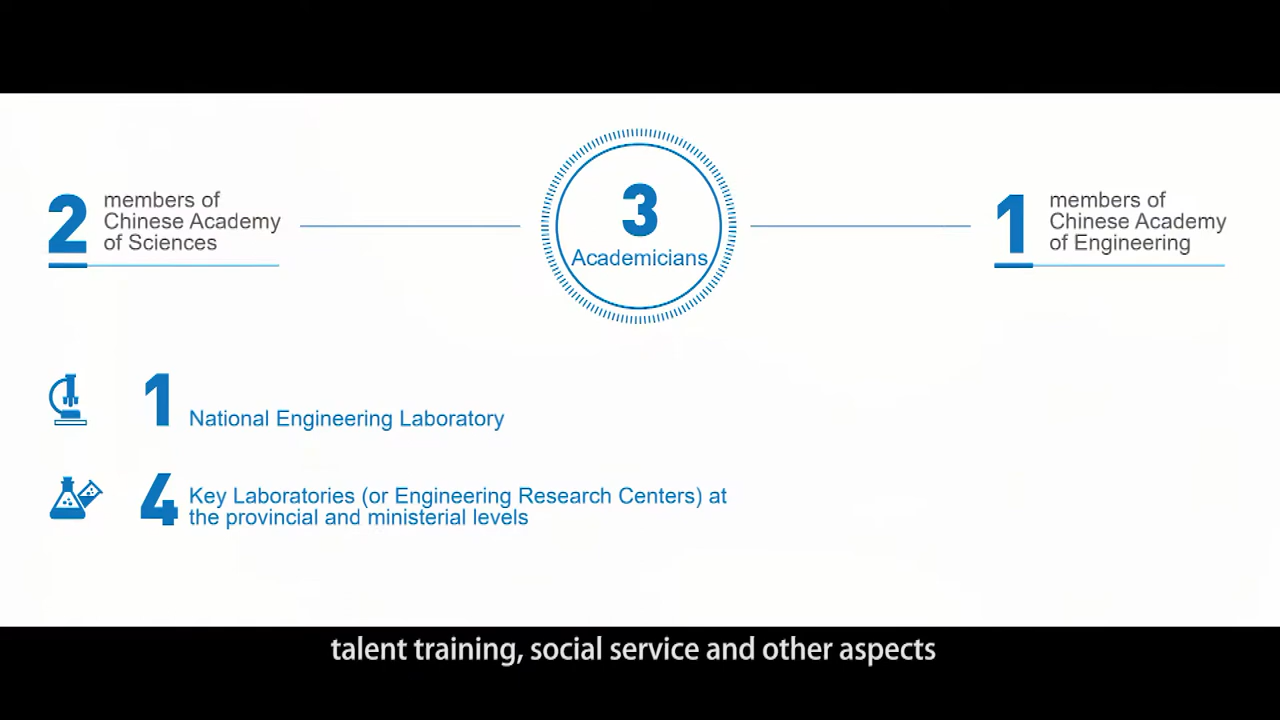 2
members of
Chinese Academy
of Sciences
3
Academicians
1
members of
Chinese Academy
of Engineering
1
National Engineering Laboratory
4
Key Laboratories (or Engineering Research Centers) at
the provincial and ministerial levels
talent training, social service and other aspects